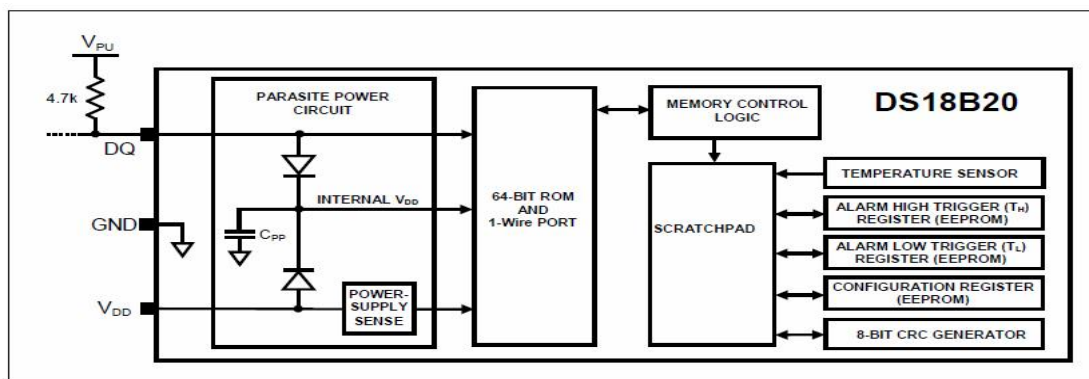 V_PU
4.7k
DQ
GND
V_DD
PARASITE POWER
CIRCUIT
INTERNAL V_DD
C_PP
POWER-
SUPPLY
SENSE
64-BIT ROM
AND
1-Wire PORT
MEMORY CONTROL
LOGIC
SCRATCHPAD
DS18B20
TEMPERATURE SENSOR
ALARM HIGH TRIGGER (T_H)
REGISTER (EEPROM)
ALARM LOW TRIGGER (T_L)
REGISTER (EEPROM)
CONFIGURATION REGISTER
(EEPROM)
8-BIT CRC GENERATOR